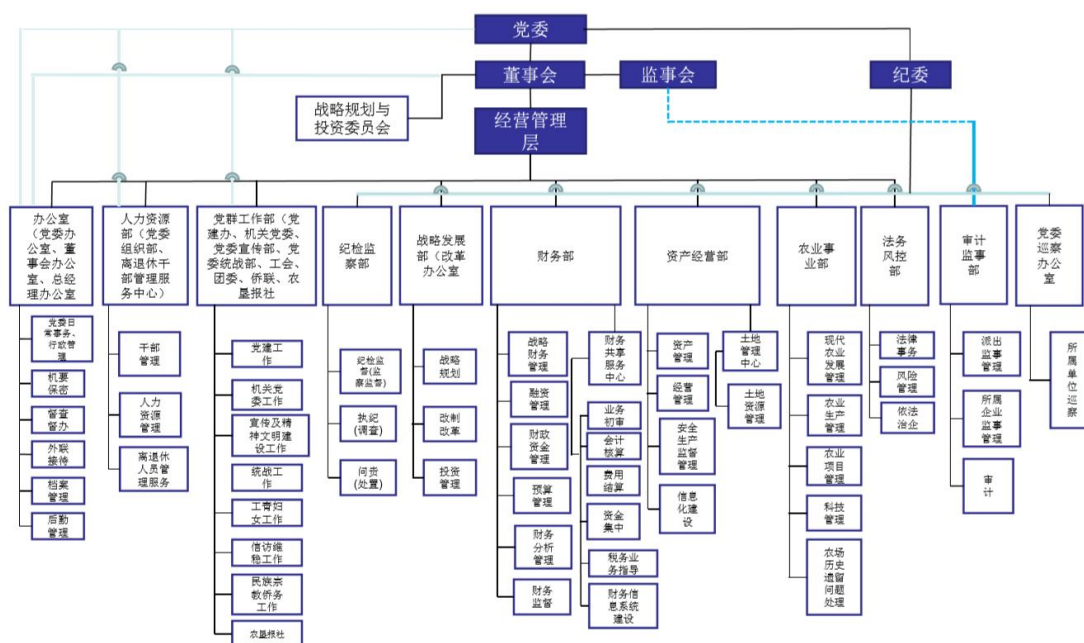 党委
董事会
监事会
纪委
战略规划与
投资委员会
经营管理
层
办公室
（党委办
公室、董
事会办公
室、总经
理办公室
人力资源
部（党委
组织部、
离退休干
部管理服
务中心）
党群工作部（党
建办、机关党委、
党委宣传部、党
委统战部、工会、
团委、侨联、农
垦报社
纪检监
察部
战略发展
部（改革
办公室）
财务部
资产经营部
农业事
业部
法务
风控
部
审计
监事
部
党委
巡察
办公
室
党委日
常事务、
行政管
理
机要
保密
督查
督办
外联
接待
档案
管理
后勤
管理
干部
管理
人力
资源
管理
离退休
人员管
理服务
党建工
作
机关党
委工作
宣传及精
神文明建
设工作
统战工
作
工青妇
女工作
信访维
稳工作
民族宗
教侨务
工作
农垦报社
纪检监
督(监
察监督)
执纪
(调查)
问责
(处置)
战略
规划
改制
改革
投资
管理
战略
财务
管理
融资
管理
财政
资金
管理
预算
管理
财务
分析
管理
财务
监督
财务
共享
服务
中心
业务
初审
会计
核算
费用
结算
资金
集中
税务业
务指导
财务信
息系统
建设
资产
管理
经营
管理
安全
生产
监督
管理
信息
化建
设
土地
管理
中心
土地
资源
管理
现代
农业
发展
管理
农业
生产
管理
农业
项目
管理
科技
管理
农场
历史
遗留
问题
处理
法律
事务
风险
管理
依法
治企
派出
监事
管理
所属
企业
监事
管理
审
计
所
属
单
位
巡
察